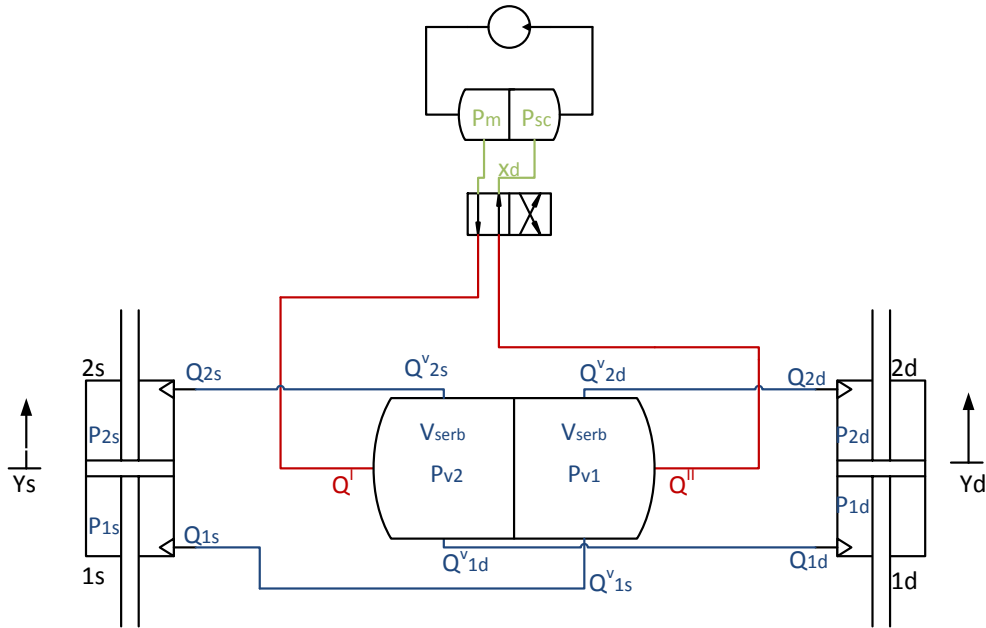 Pm Psc
xd
2s Q2s Qv2s Qv2d Q2d 2d
Vserb Vserb
P2s P2d
Ys QI Pv2 Pv1 QII Yd
P1s P1d
Q1s Qv1d Q1d
1s Qv1s 1d